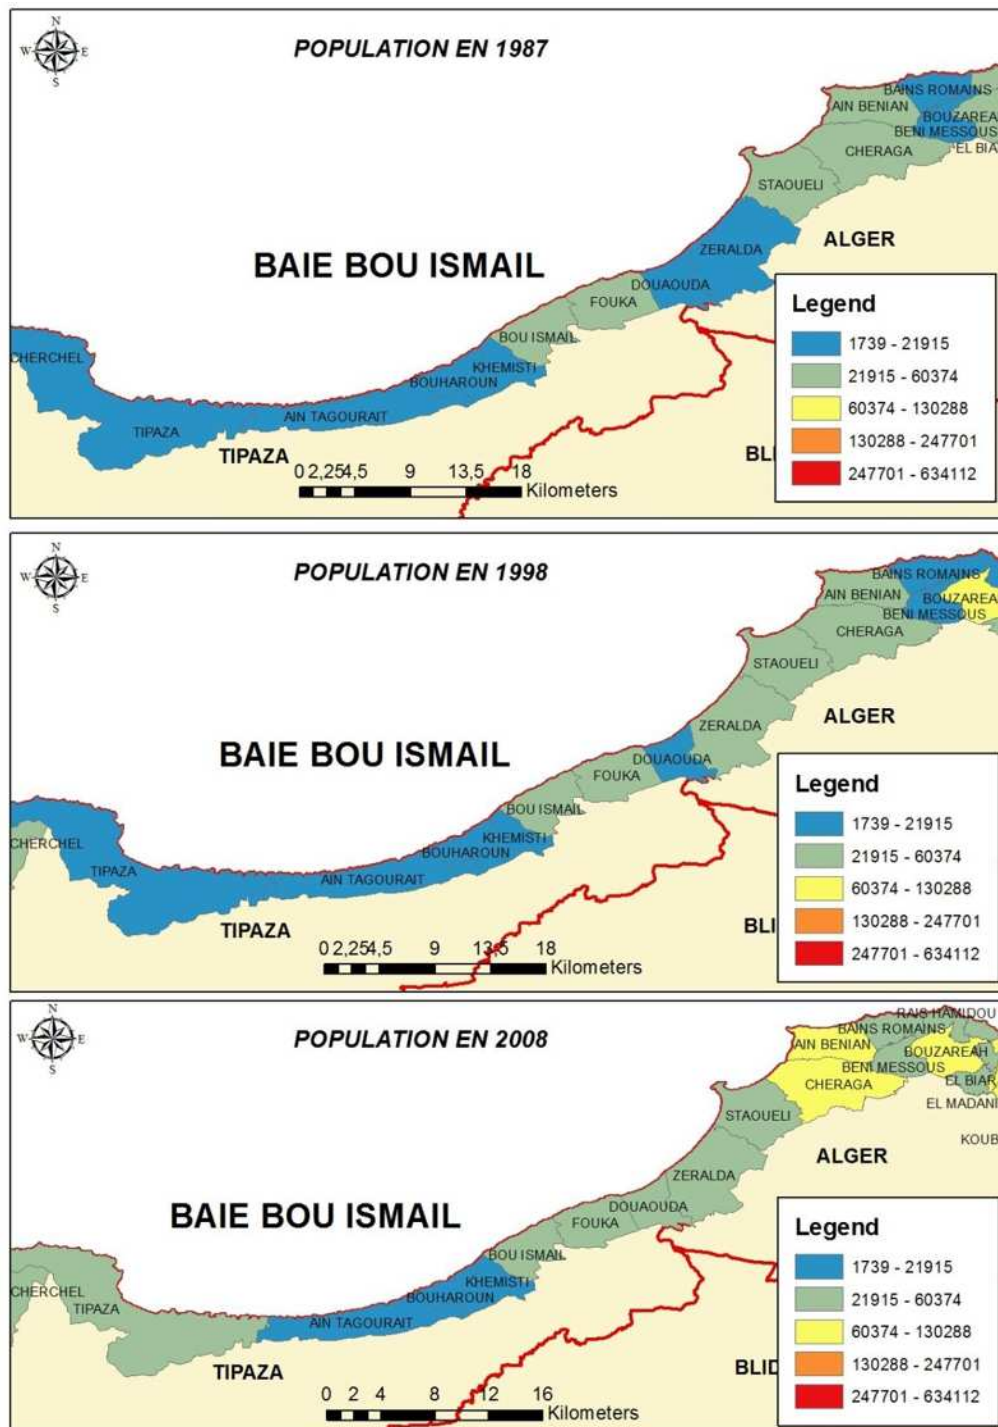 N
W E
S
POPULATION EN 1987
BAINS ROMAINS
AIN BENIAN
BOUZAREA
BENI MESSOUS
EL BIA
CHERAGA
STAOUELI
ALGER
ZERALDA
BAIE BOU ISMAIL
DOUAOUDA
FOUKA
BOU ISMAIL
CHERCHEL
KHEMISTI
BOUHAROUN
AIN TAGOURAIT
TIPAZA
TIPAZA
BLI
0 2,25 4,5 9 13,5 18
Kilometers
Legend
1739 - 21915
21915 - 60374
60374 - 130288
130288 - 247701
247701 - 634112
N
W E
S
POPULATION EN 1998
BAINS ROMAINS
AIN BENIAN
BOUZAREA
BENI MESSOUS
CHERAGA
STAOUELI
ALGER
ZERALDA
BAIE BOU ISMAIL
DOUAOUDA
FOUKA
BOU ISMAIL
CHERCHEL
KHEMISTI
BOUHAROUN
TIPAZA
AIN TAGOURAIT
TIPAZA
BLI
0 2,25 4,5 9 13,5 18
Kilometers
Legend
1739 - 21915
21915 - 60374
60374 - 130288
130288 - 247701
247701 - 634112
N
W E
S
POPULATION EN 2008
RAIS HAMIDOU
BAINS ROMAINS
AIN BENIAN
BOUZAREAH
BENI MESSOUS
EL BIAR
CHERAGA
EL MADANI
STAOUELI
KOUB
ALGER
ZERALDA
BAIE BOU ISMAIL
DOUAOUDA
FOUKA
BOU ISMAIL
CHERCHEL
KHEMISTI
BOUHAROUN
TIPAZA
AIN TAGOURAIT
TIPAZA
BLID
0 2 4 8 12 16
Kilometers
Legend
1739 - 21915
21915 - 60374
60374 - 130288
130288 - 247701
247701 - 634112